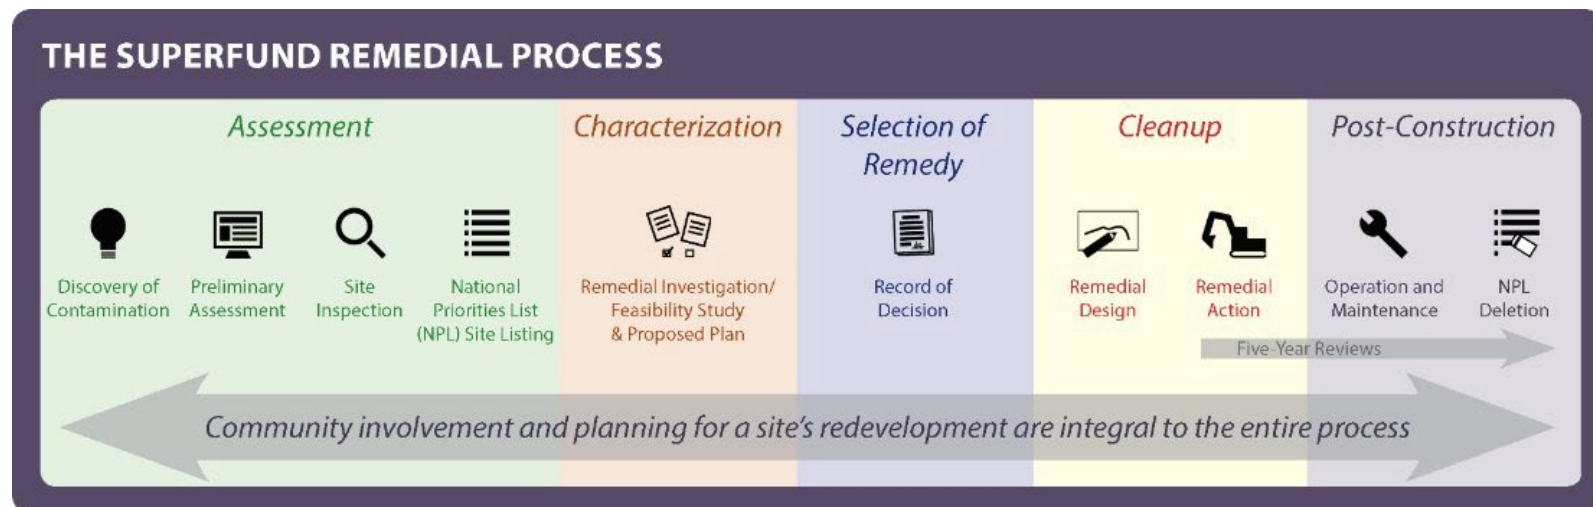 THE SUPERFUND REMEDIAL PROCESS
Assessment
Discovery of
Contamination
Preliminary
Assessment
Site
Inspection
National
Priorities List
(NPL) Site Listing
Characterization
Remedial Investigation/
Feasibility Study
& Proposed Plan
Selection of
Remedy
Record of
Decision
Cleanup
Remedial
Design
Remedial
Action
Post-Construction
Operation and
Maintenance
NPL
Deletion
Five-Year Reviews
Community involvement and planning for a site's redevelopment are integral to the entire process